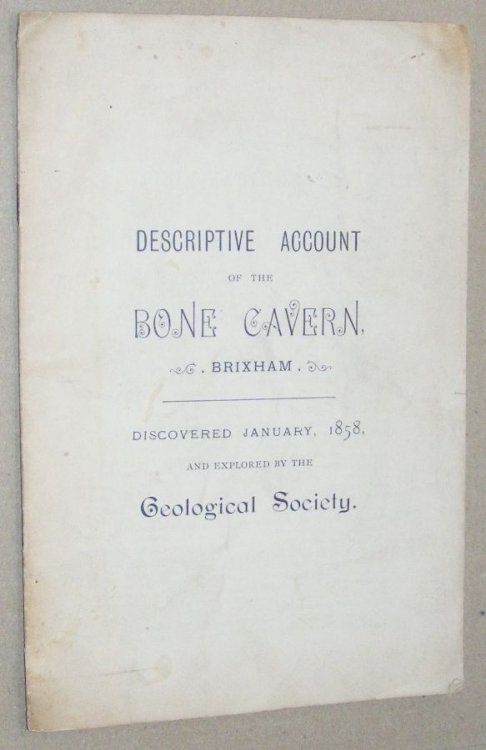 DESCRIPTIVE ACCOUNT
OF THE
BONE CAVERN,
. BRIXHAM .
DISCOVERED JANUARY, 1858,
AND EXPLORED BY THE
Geological Society.